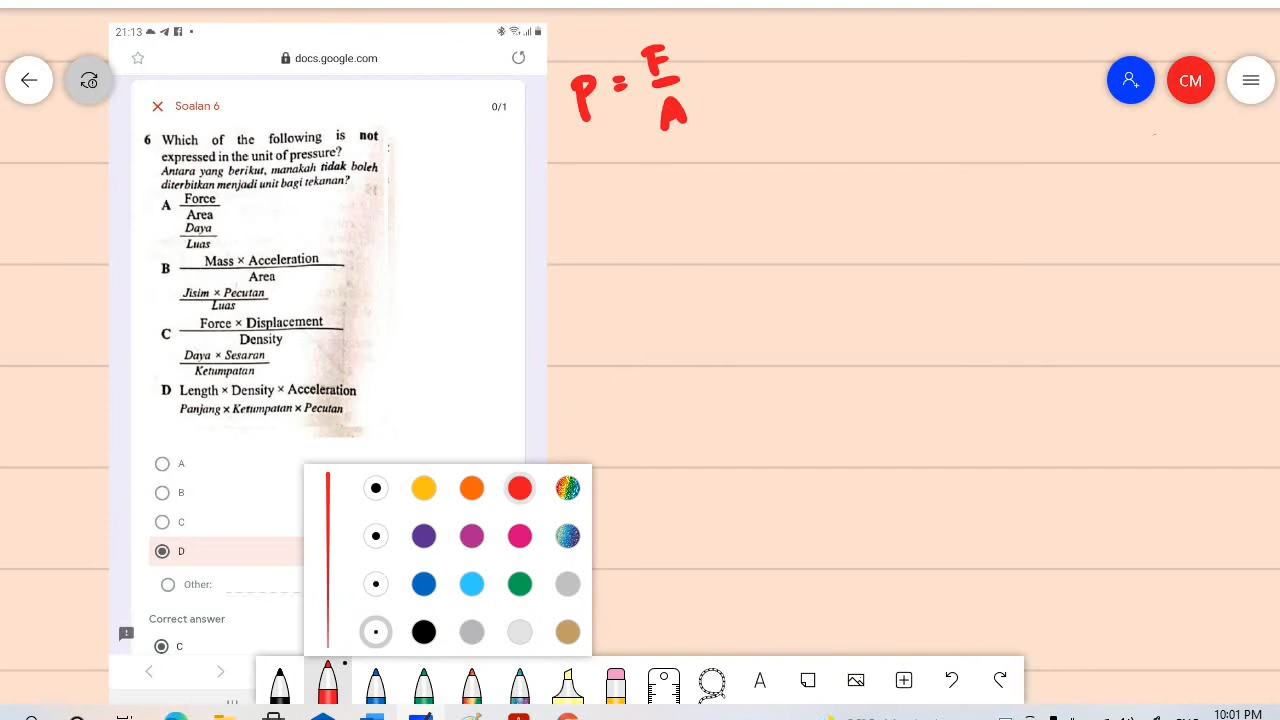 21:13
docs.google.com
P = F
A
CM
Soalan 6 0/1
6 Which of the following is not
expressed in the unit of pressure?
Antara yang berikut, manakah tidak boleh
diterbitkan menjadi unit bagi tekanan?
A Force
Area
Daya
Luas
B Mass × Acceleration
Area
Jisim × Pecutan
Luas
C Force × Displacement
Density
Daya × Sesaran
Ketumpatan
D Length × Density × Acceleration
Panjang × Ketumpatan × Pecutan
A
B
C
D
Other:
Correct answer
C
A
10:01 PM